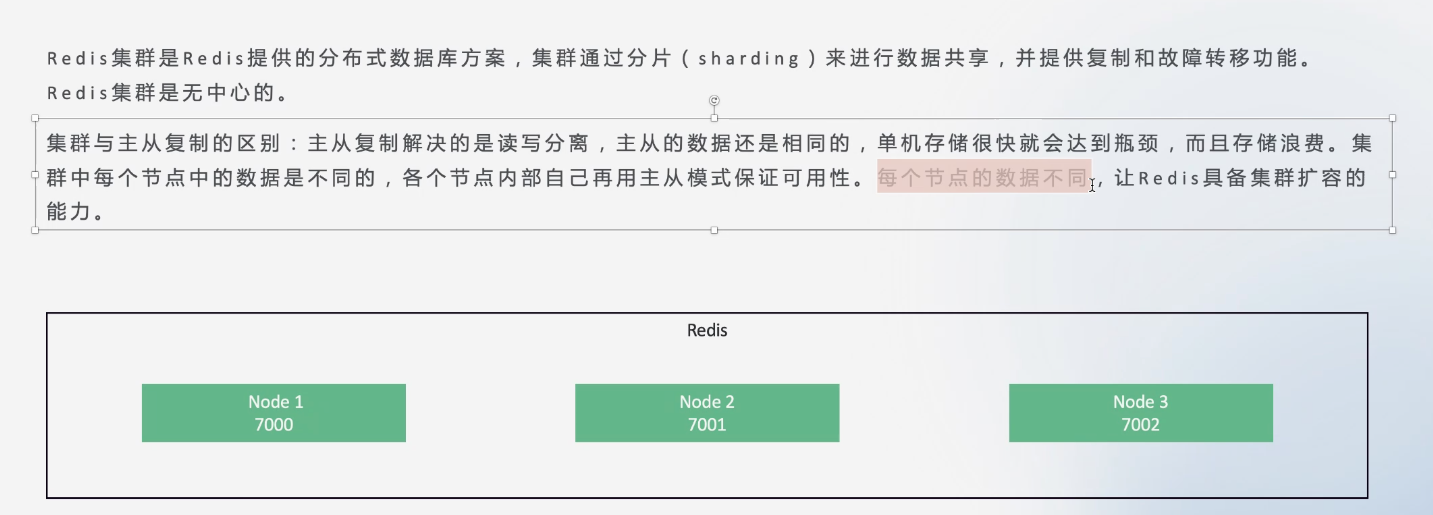 Redis集群是Redis提供的分布式数据库方案，集群通过分片（sharding）来进行数据共享，并提供复制和故障转移功能。
Redis集群是无中心的。
集群与主从复制的区别：主从复制解决的是读写分离，主从的数据还是相同的，单机存储很快就会达到瓶颈，而且存储浪费。集
群中每个节点中的数据是不同的，各个节点内部自己再用主从模式保证可用性。每个节点的数据不同，让Redis具备集群扩容的
能力。
Redis
Node 1
7000
Node 2
7001
Node 3
7002